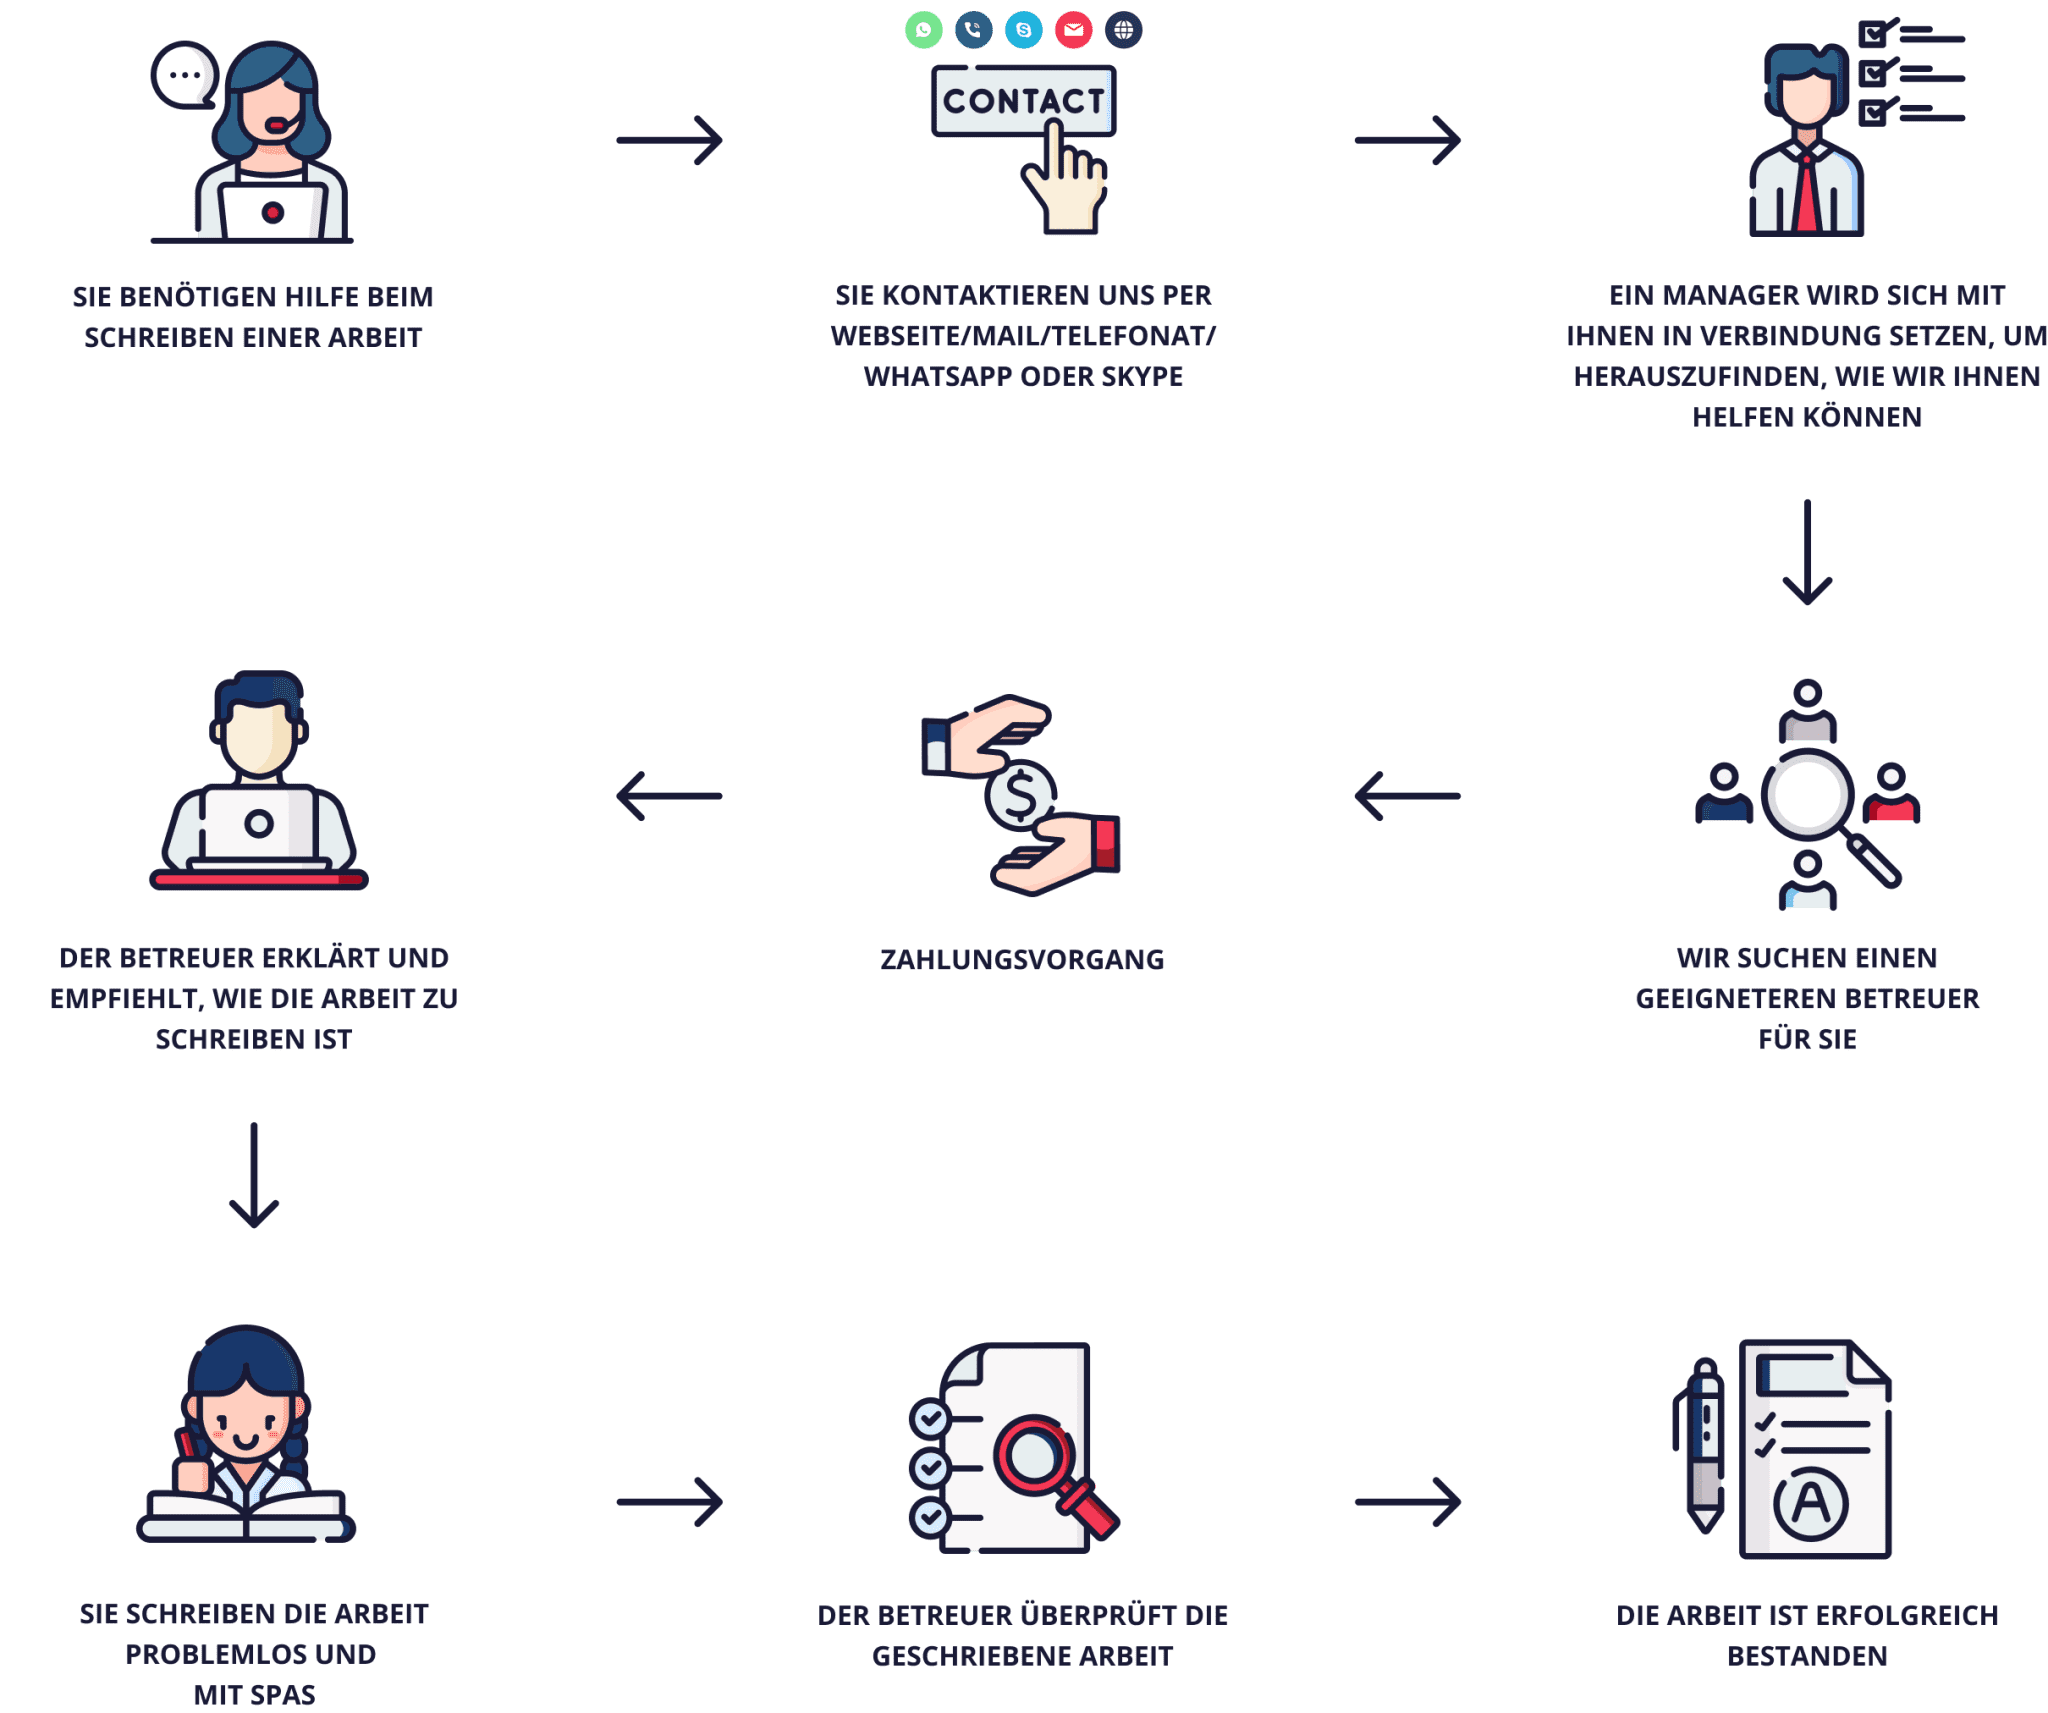 CONTACT
SIE BENÖTIGEN HILFE BEIM
SCHREIBEN EINER ARBEIT
SIE KONTAKTIEREN UNS PER
WEBSEITE/MAIL/TELEFONAT/
WHATSAPP ODER SKYPE
EIN MANAGER WIRD SICH MIT
IHNEN IN VERBINDUNG SETZEN, UM
HERAUSZUFINDEN, WIE WIR IHNEN
HELFEN KÖNNEN
$
WIR SUCHEN EINEN
GEEIGNETEREN BETREUER
FÜR SIE
ZAHLUNGSVORGANG
DER BETREUER ERKLÄRT UND
EMPFIEHLT, WIE DIE ARBEIT ZU
SCHREIBEN IST
SIE SCHREIBEN DIE ARBEIT
PROBLEMLOS UND
MIT SPAS
DER BETREUER ÜBERPRÜFT DIE
GESCHRIEBENE ARBEIT
A
DIE ARBEIT IST ERFOLGREICH
BESTANDEN